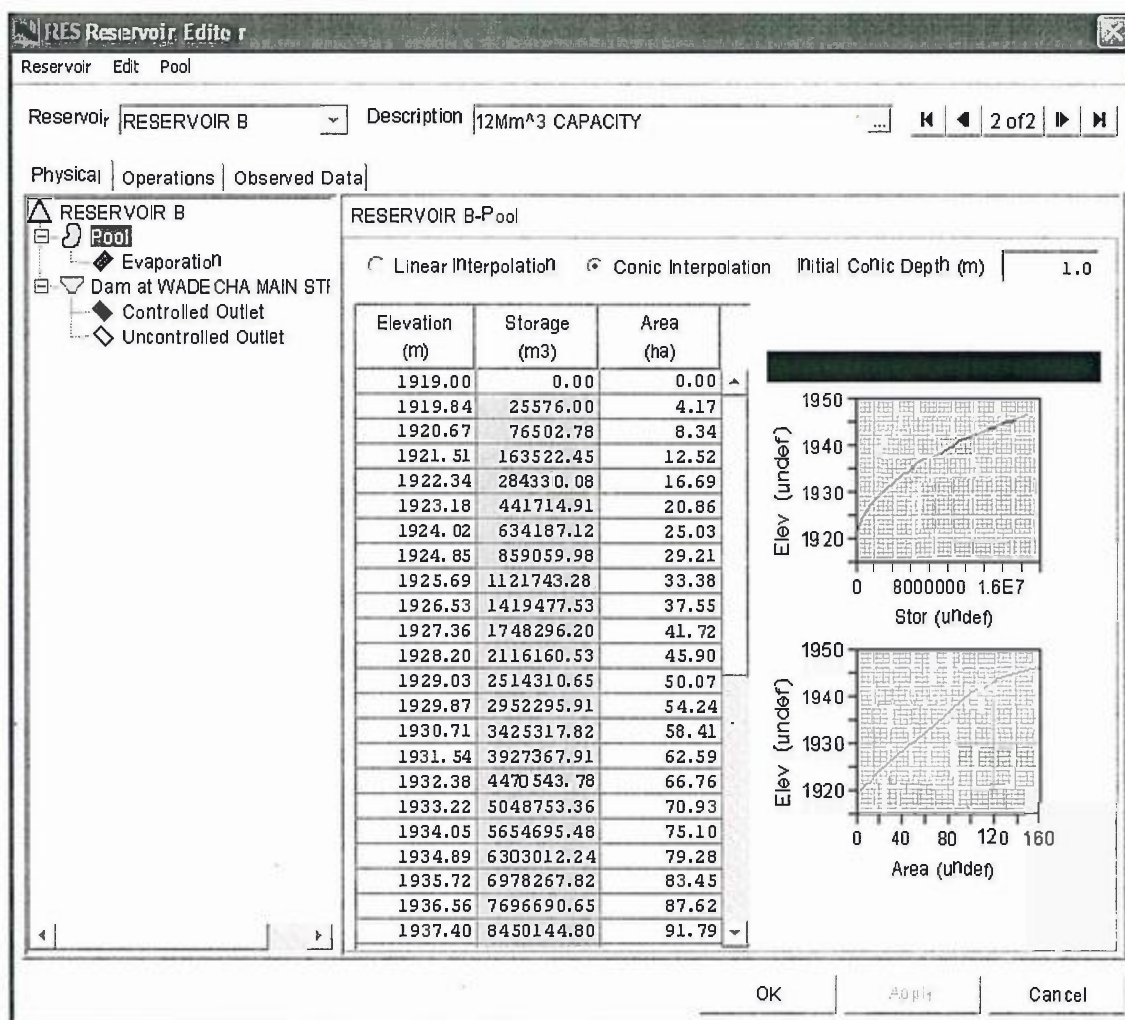 RES Reservoir Editor
Reservoir Edit Pool
Reservoir RESERVOIR B Description 12Mm^3 CAPACITY ... 2 of2
Physical Operations Observed Data
RESERVOIR B
Pool
Evaporation
Dam at WADECHA MAIN STF
Controlled Outlet
Uncontrolled Outlet
RESERVOIR B-Pool
Linear Interpolation Conic Interpolation Initial Conic Depth (m) 1.0
Elevation Storage Area
(m) (m3) (ha)
1919.00 0.00 0.00
1919.84 25576.00 4.17
1920.67 76502.78 8.34
1921.51 163522.45 12.52
1922.34 284330.08 16.69
1923.18 441714.91 20.86
1924.02 634187.12 25.03
1924.85 859059.98 29.21
1925.69 1121743.28 33.38
1926.53 1419477.53 37.55
1927.36 1748296.20 41.72
1928.20 2116160.53 45.90
1929.03 2514310.65 50.07
1929.87 2952295.91 54.24
1930.71 3425317.82 58.41
1931.54 3927367.91 62.59
1932.38 4470543.78 66.76
1933.22 5048753.36 70.93
1934.05 5654695.48 75.10
1934.89 6303012.24 79.28
1935.72 6978267.82 83.45
1936.56 7696690.65 87.62
1937.40 8450144.80 91.79
1950
1940
1930
1920
Elev (undef)
0 8000000 1.6E7
Stor (undef)
1950
1940
1930
1920
Elev (undef)
0 40 80 120 160
Area (undef)
OK Apply Cancel